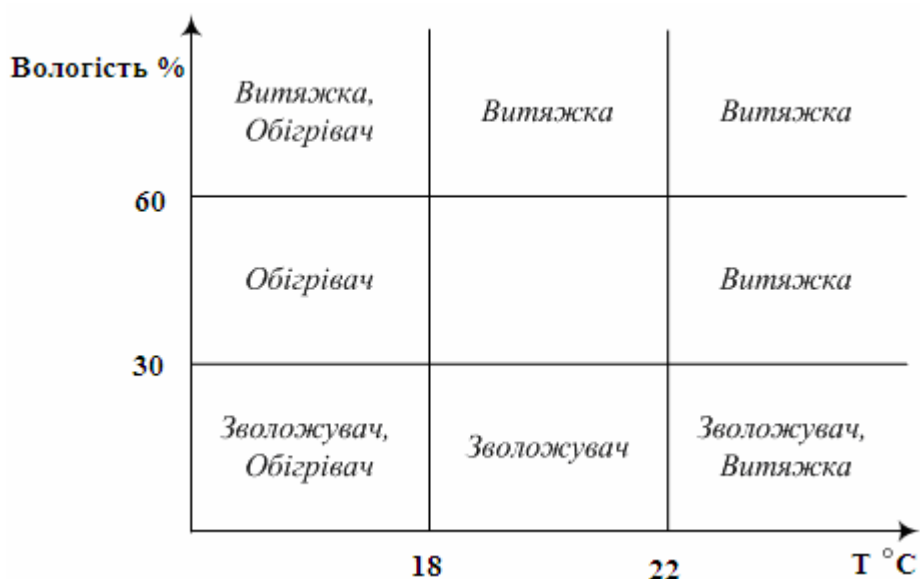 Вологість %
Витяжка,
Обігрівач
Витяжка
Витяжка
60
Обігрівач
Витяжка
30
Зволожувач,
Обігрівач
Зволожувач
Зволожувач,
Витяжка
18
22
T °C